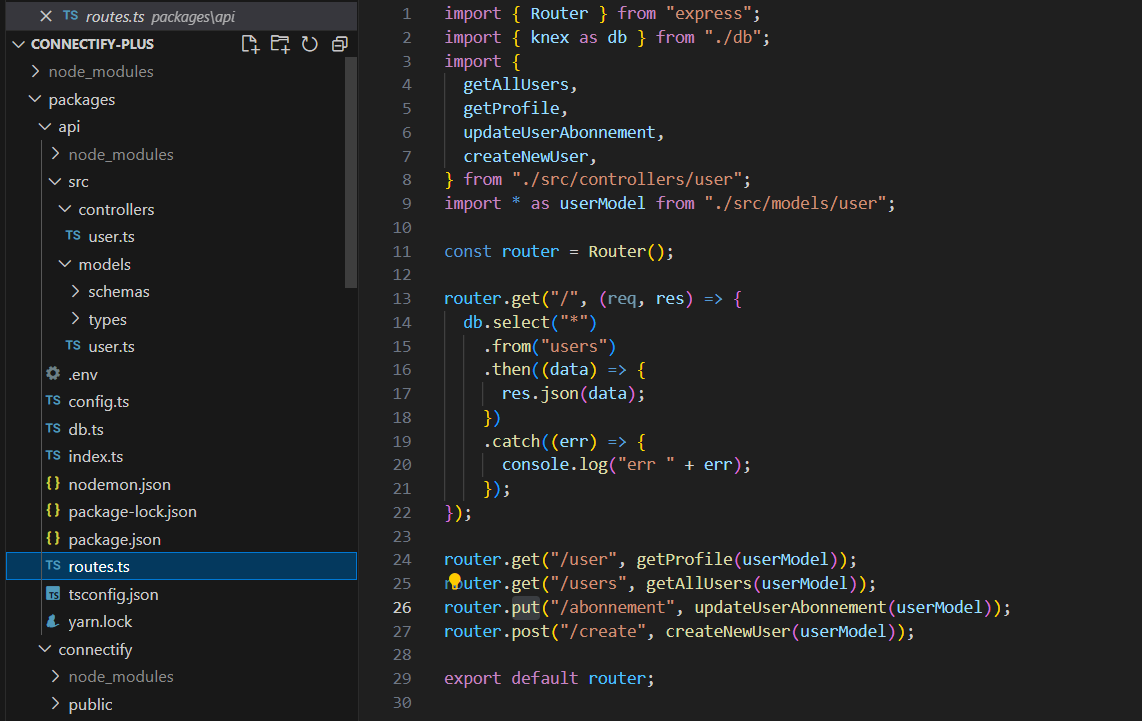 routes.ts packages\api
CONNECTIFY-PLUS
node_modules
packages
api
node_modules
src
controllers
TS user.ts
models
schemas
types
TS user.ts
.env
TS config.ts
TS db.ts
TS index.ts
{} nodemon.json
{} package-lock.json
{} package.json
TS routes.ts
TS tsconfig.json
yarn.lock
connectify
node_modules
public
1 import { Router } from "express";
2 import { knex as db } from "./db";
3 import {
4   getAllUsers,
5   getProfile,
6   updateUserAbonnement,
7   createNewUser,
8 } from "./src/controllers/user";
9 import * as userModel from "./src/models/user";
10
11 const router = Router();
12
13 router.get("/", (req, res) => {
14   db.select("*")
15     .from("users")
16     .then((data) => {
17       res.json(data);
18     })
19     .catch((err) => {
20       console.log("err " + err);
21     });
22 });
23
24 router.get("/user", getProfile(userModel));
25 router.get("/users", getAllUsers(userModel));
26 router.put("/abonnement", updateUserAbonnement(userModel));
27 router.post("/create", createNewUser(userModel));
28
29 export default router;
30